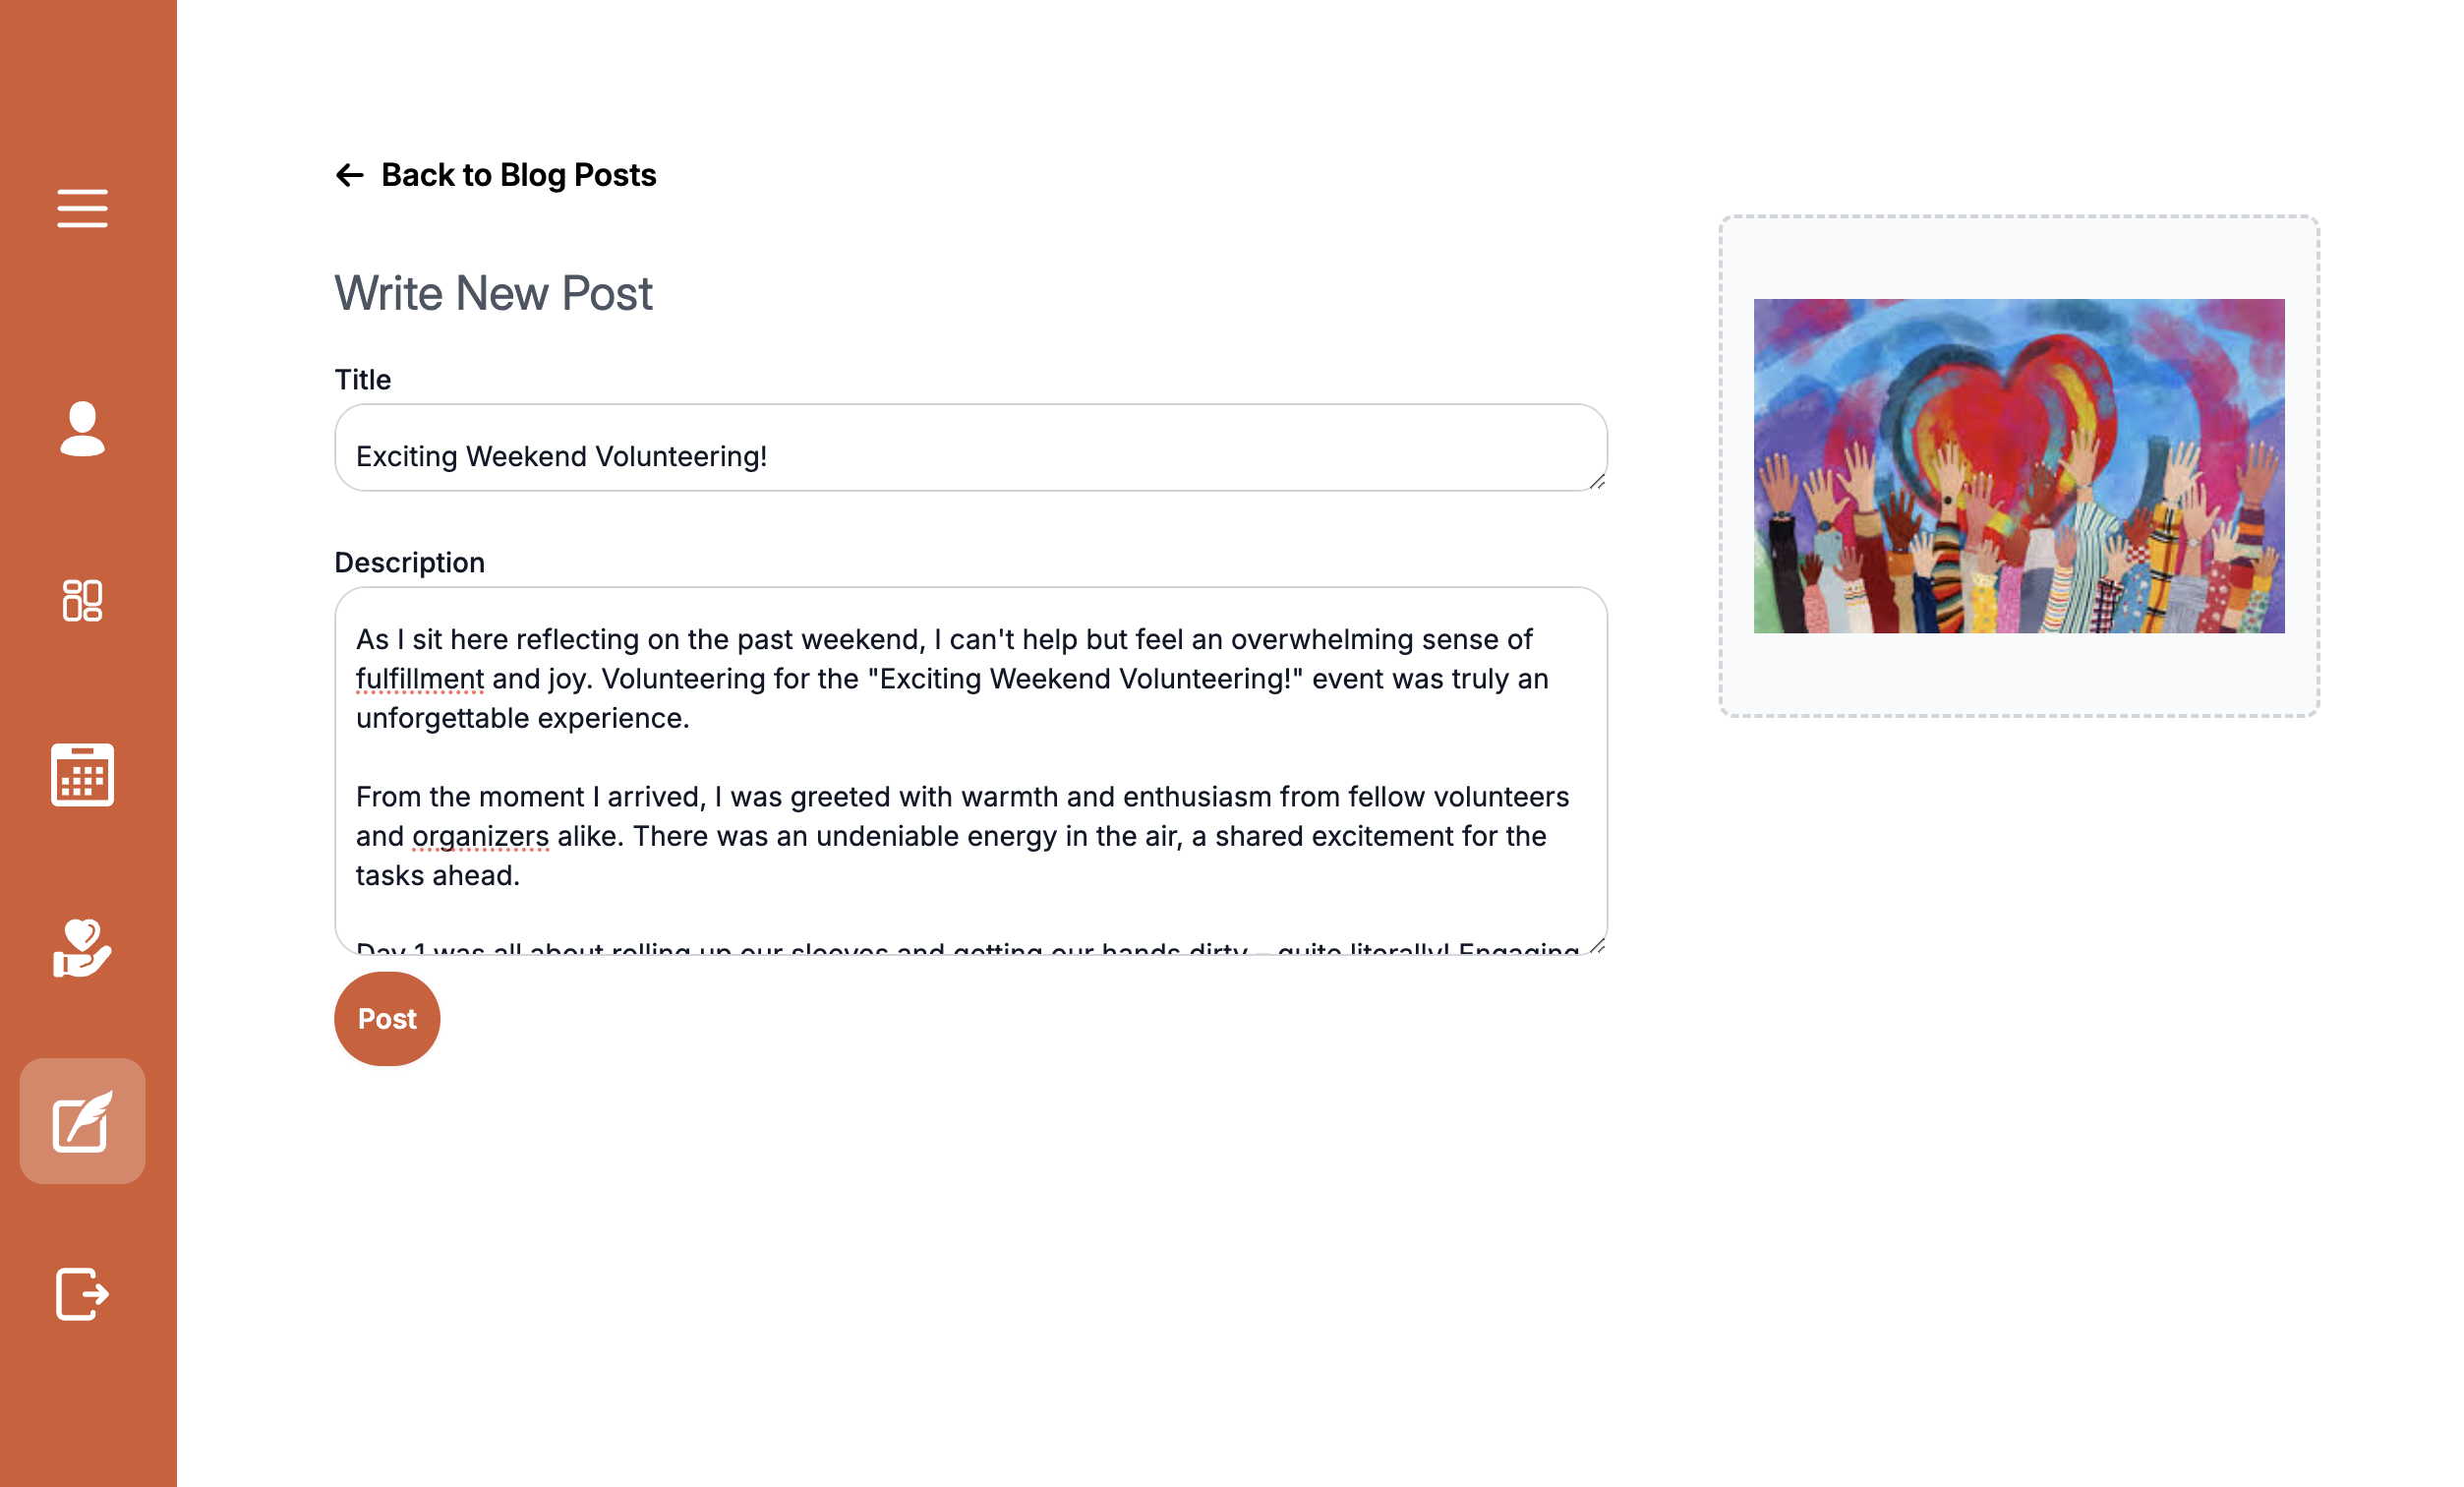 Back to Blog Posts
Write New Post
Title
Exciting Weekend Volunteering!
Description
As I sit here reflecting on the past weekend, I can't help but feel an overwhelming sense of
fulfillment and joy. Volunteering for the "Exciting Weekend Volunteering!" event was truly an
unforgettable experience.
From the moment I arrived, I was greeted with warmth and enthusiasm from fellow volunteers
and organizers alike. There was an undeniable energy in the air, a shared excitement for the
tasks ahead.
Day 1 was all about rolling up our sleeves and getting our hands dirty – quite literally! Engaging
Post